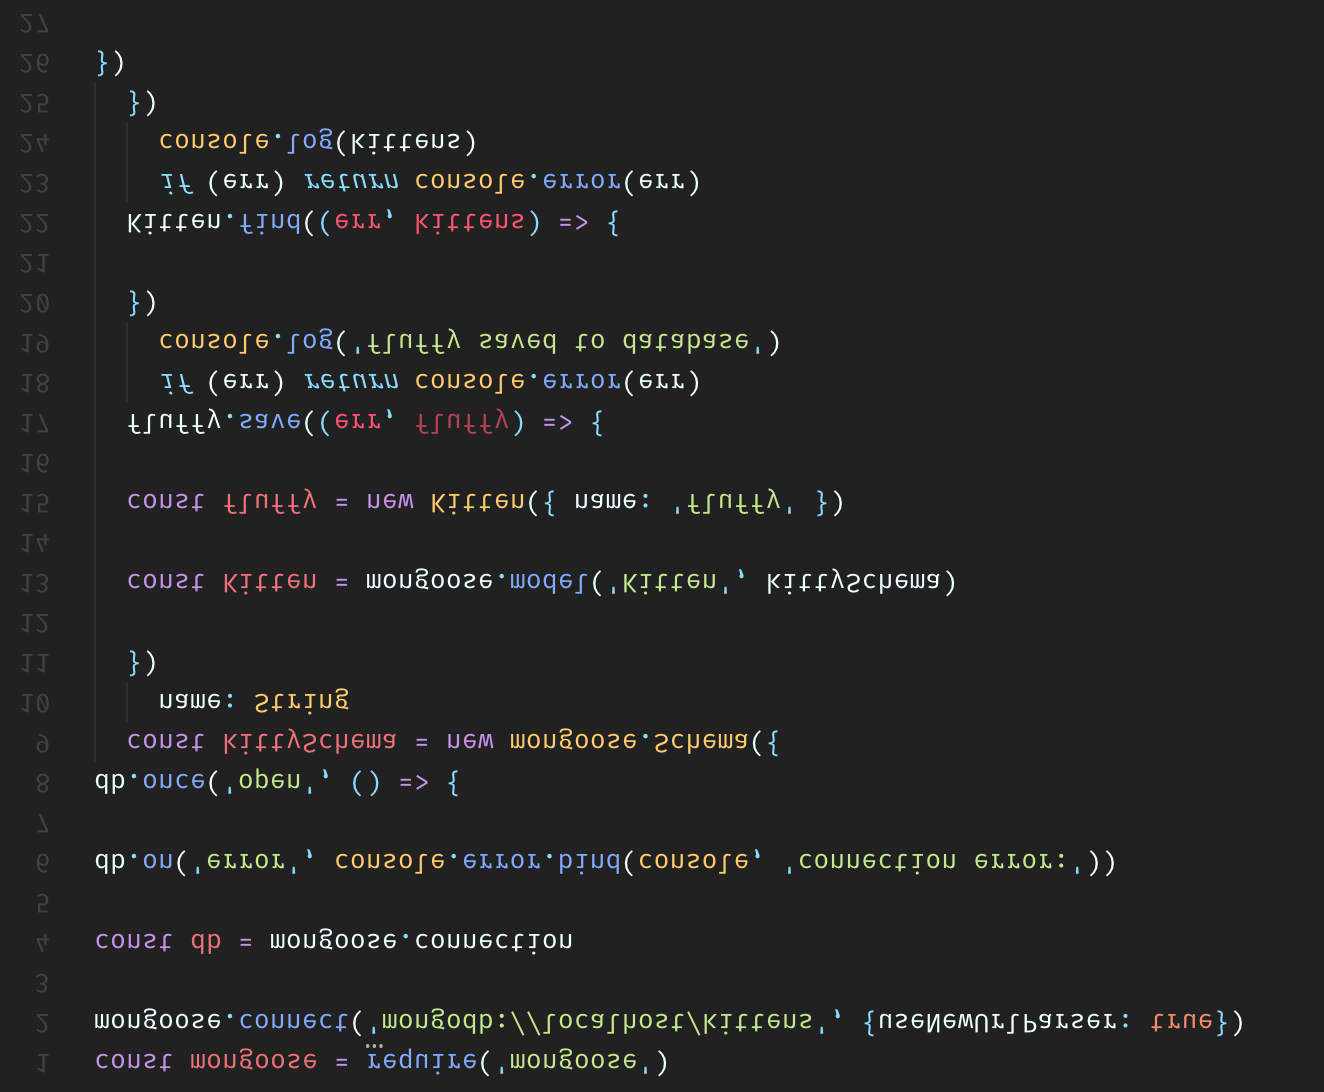 1 const mongoose = require('mongoose')
2 mongoose.connect('mongodb://localhost/kittens', {useNewUrlParser: true})
3
4 const db = mongoose.connection
5
6 db.on('error', console.error.bind(console, 'connection error:'))
7
8 db.once('open', () => {
9 const kittySchema = new mongoose.Schema({
10 name: String
11 })
12
13 const Kitten = mongoose.model('Kitten', kittySchema)
14
15 const fluffy = new Kitten({ name: 'fluffy' })
16
17 fluffy.save((err, fluffy) => {
18 if (err) return console.error(err)
19 console.log('fluffy saved to database')
20 })
21
22 Kitten.find((err, kittens) => {
23 if (err) return console.error(err)
24 console.log(kittens)
25 })
26 })
27